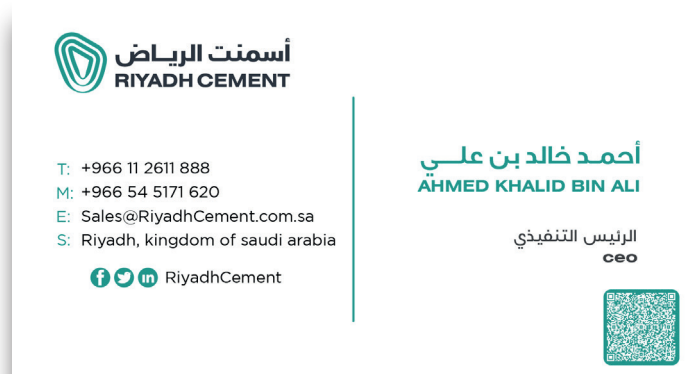 أسمنت الريـاض
RIYADH CEMENT
T: +966 11 2611 888
M: +966 54 5171 620
E: Sales@RiyadhCement.com.sa
S: Riyadh, kingdom of saudi arabia
RiyadhCement
أحمـد خالد بن علـــي
AHMED KHALID BIN ALI
الرئيس التنفيذي
ceo